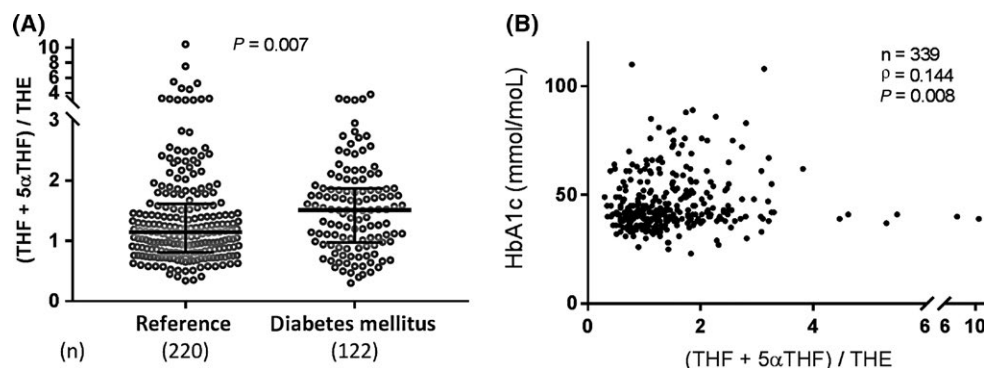 (A)
P = 0.007
(THF + 5αTHF) / THE
10
8
6
4
3
2
1
0
Reference
Diabetes mellitus
(n)
(220)
(122)
(B)
n = 339
ρ = 0.144
P = 0.008
HbA1c (mmol/moL)
100
50
0
0
2
4
6
6
10
(THF + 5αTHF) / THE